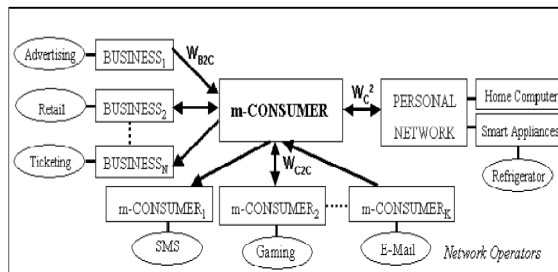 Advertising
BUSINESS1
WB2C
Retail
BUSINESS2
Ticketing
BUSINESSN
m-CONSUMER
WC2
PERSONAL
NETWORK
Home Computer
Smart Appliances
Refrigerator
WC2C
m-CONSUMER1
m-CONSUMER2
m-CONSUMERK
SMS
Gaming
E-Mail
Network Operators